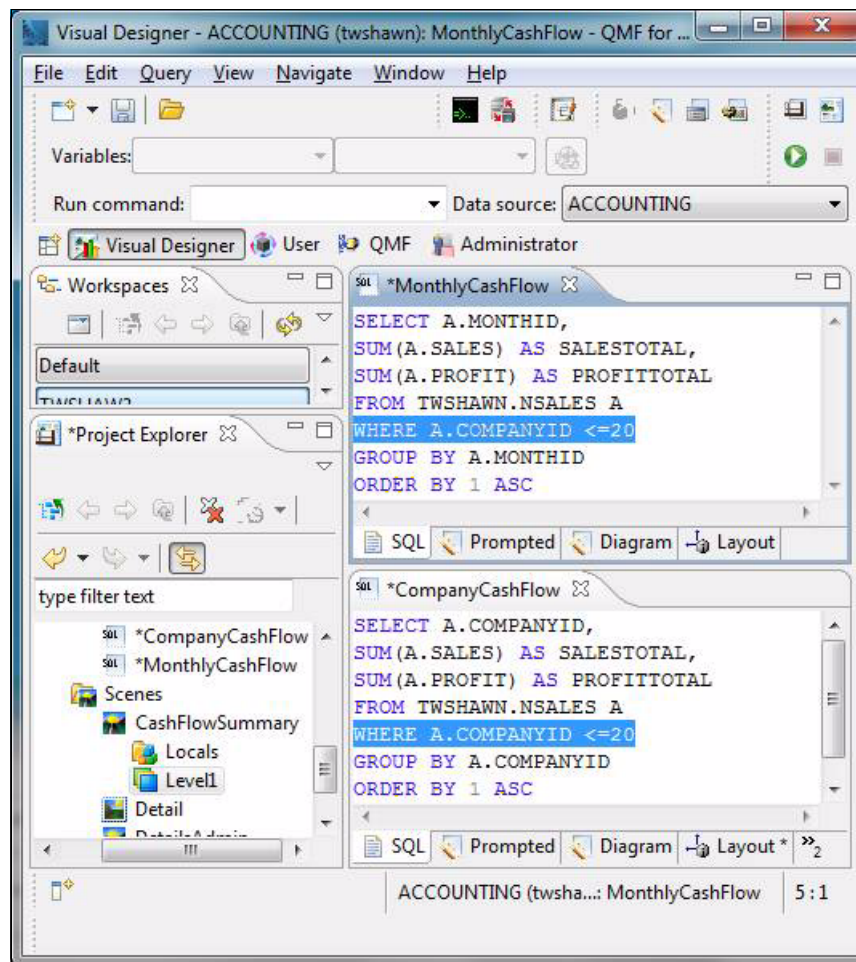 Visual Designer - ACCOUNTING (twshawn): MonthlyCashFlow - QMF for ...
File Edit Query View Navigate Window Help
Variables:
Run command: Data source: ACCOUNTING
Visual Designer User QMF Administrator
Workspaces
Default
*Project Explorer
type filter text
*CompanyCashFlow
*MonthlyCashFlow
Scenes
CashFlowSummary
Locals
Level1
Detail
DetailsAdmin
*MonthlyCashFlow
SELECT A.MONTHID,
SUM(A.SALES) AS SALESTOTAL,
SUM(A.PROFIT) AS PROFITTOTAL
FROM TWSHAWN.NSALES A
WHERE A.COMPANYID <=20
GROUP BY A.MONTHID
ORDER BY 1 ASC
SQL Prompted Diagram Layout
*CompanyCashFlow
SELECT A.COMPANYID,
SUM(A.SALES) AS SALESTOTAL,
SUM(A.PROFIT) AS PROFITTOTAL
FROM TWSHAWN.NSALES A
WHERE A.COMPANYID <=20
GROUP BY A.COMPANYID
ORDER BY 1 ASC
SQL Prompted Diagram Layout * »2
ACCOUNTING (twsha...: MonthlyCashFlow 5:1